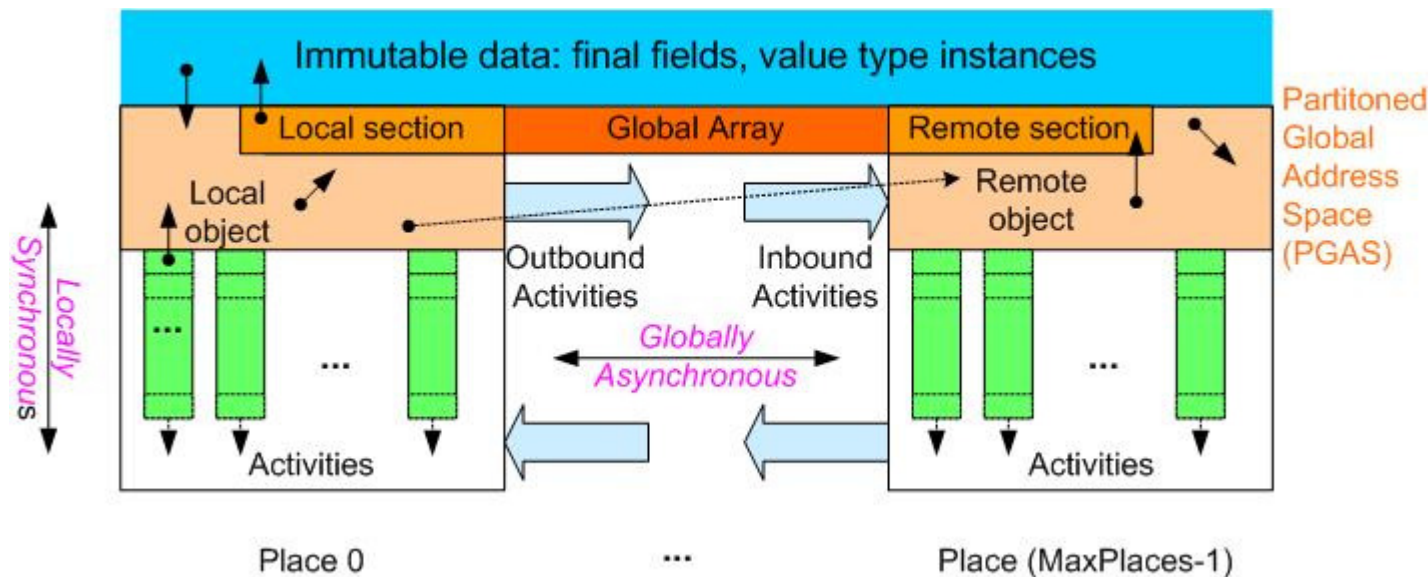 Immutable data: final fields, value type instances
Local section
Global Array
Remote section
Partitoned
Global
Address
Space
(PGAS)
Local
object
Remote
object
Outbound
Activities
Inbound
Activities
Locally
Synchronous
...
...
...
Globally
Asynchronous
Activities
Activities
Place 0
...
Place (MaxPlaces-1)